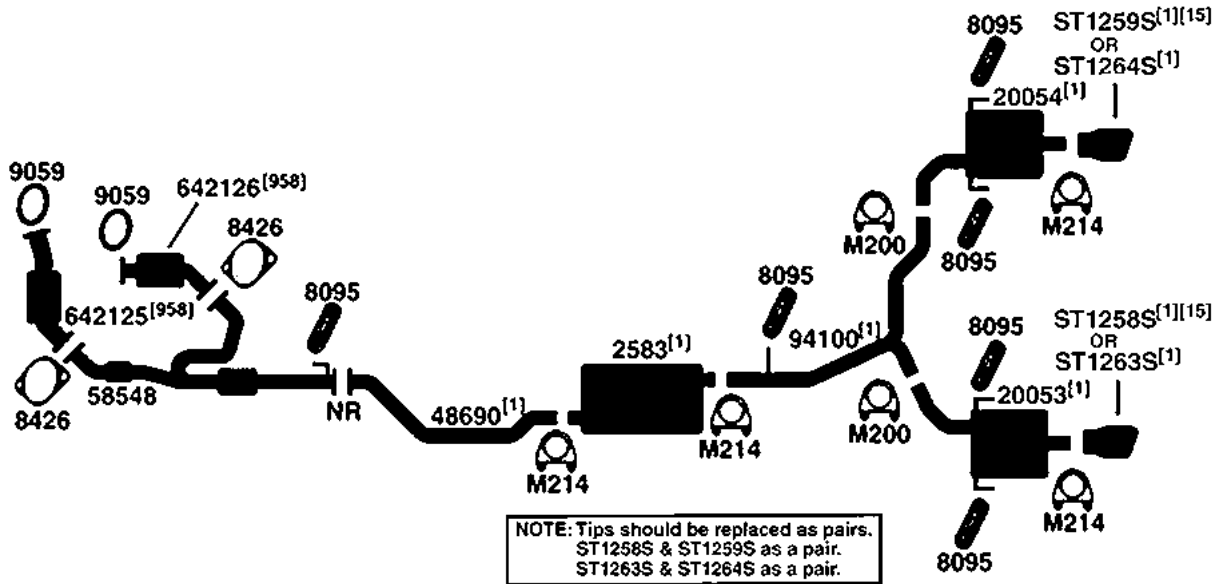 8095
ST1259S[1][15]
OR
ST1264S[1]
20054[1]
9059
9059
642126[958]
8426
M200
8095
M214
8095
8095
642125[958]
94100[1]
8095
ST1258S[1][15]
OR
ST1263S[1]
2583[1]
20053[1]
58548
8426
NR
48690[1]
M214
M214
M200
M214
8095
NOTE: Tips should be replaced as pairs.
ST1258S & ST1259S as a pair.
ST1263S & ST1264S as a pair.